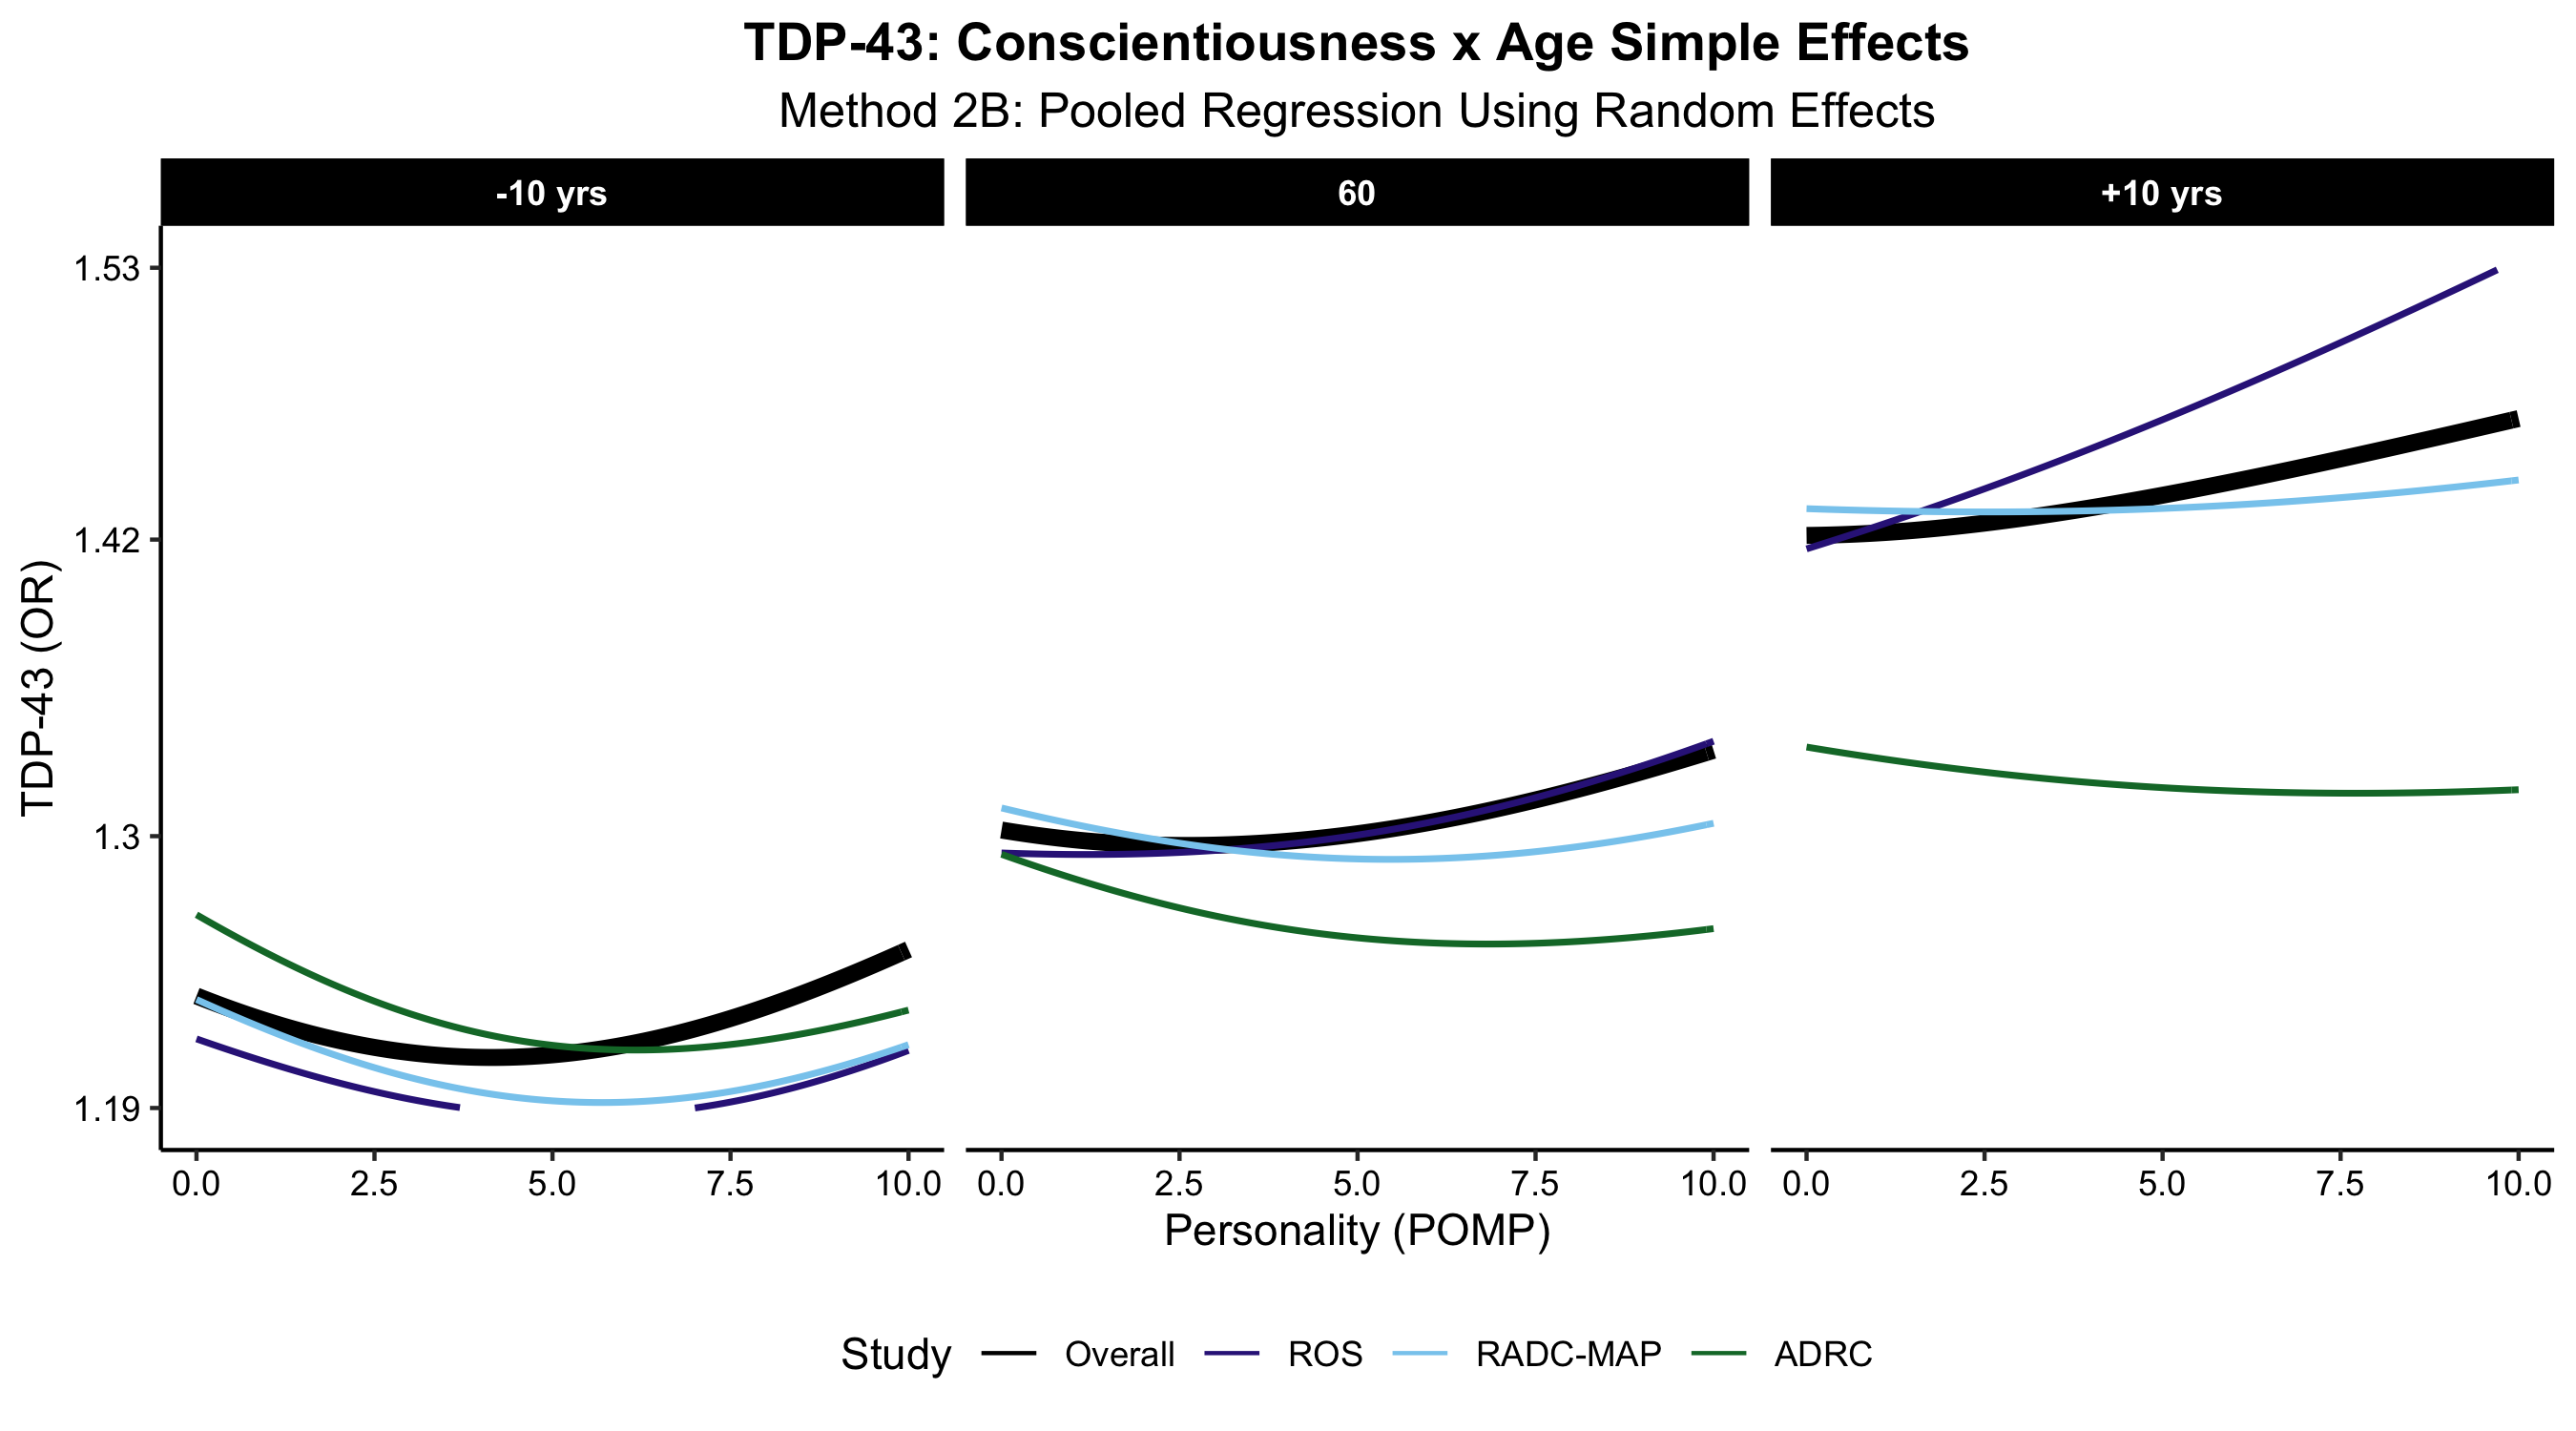 TDP-43: Conscientiousness x Age Simple Effects
Method 2B: Pooled Regression Using Random Effects
-10 yrs 60 +10 yrs
TDP-43 (OR)
1.53
1.42
1.3
1.19
0.0 2.5 5.0 7.5 10.0 0.0 2.5 5.0 7.5 10.0 0.0 2.5 5.0 7.5 10.0
Personality (POMP)
Study Overall ROS RADC-MAP ADRC